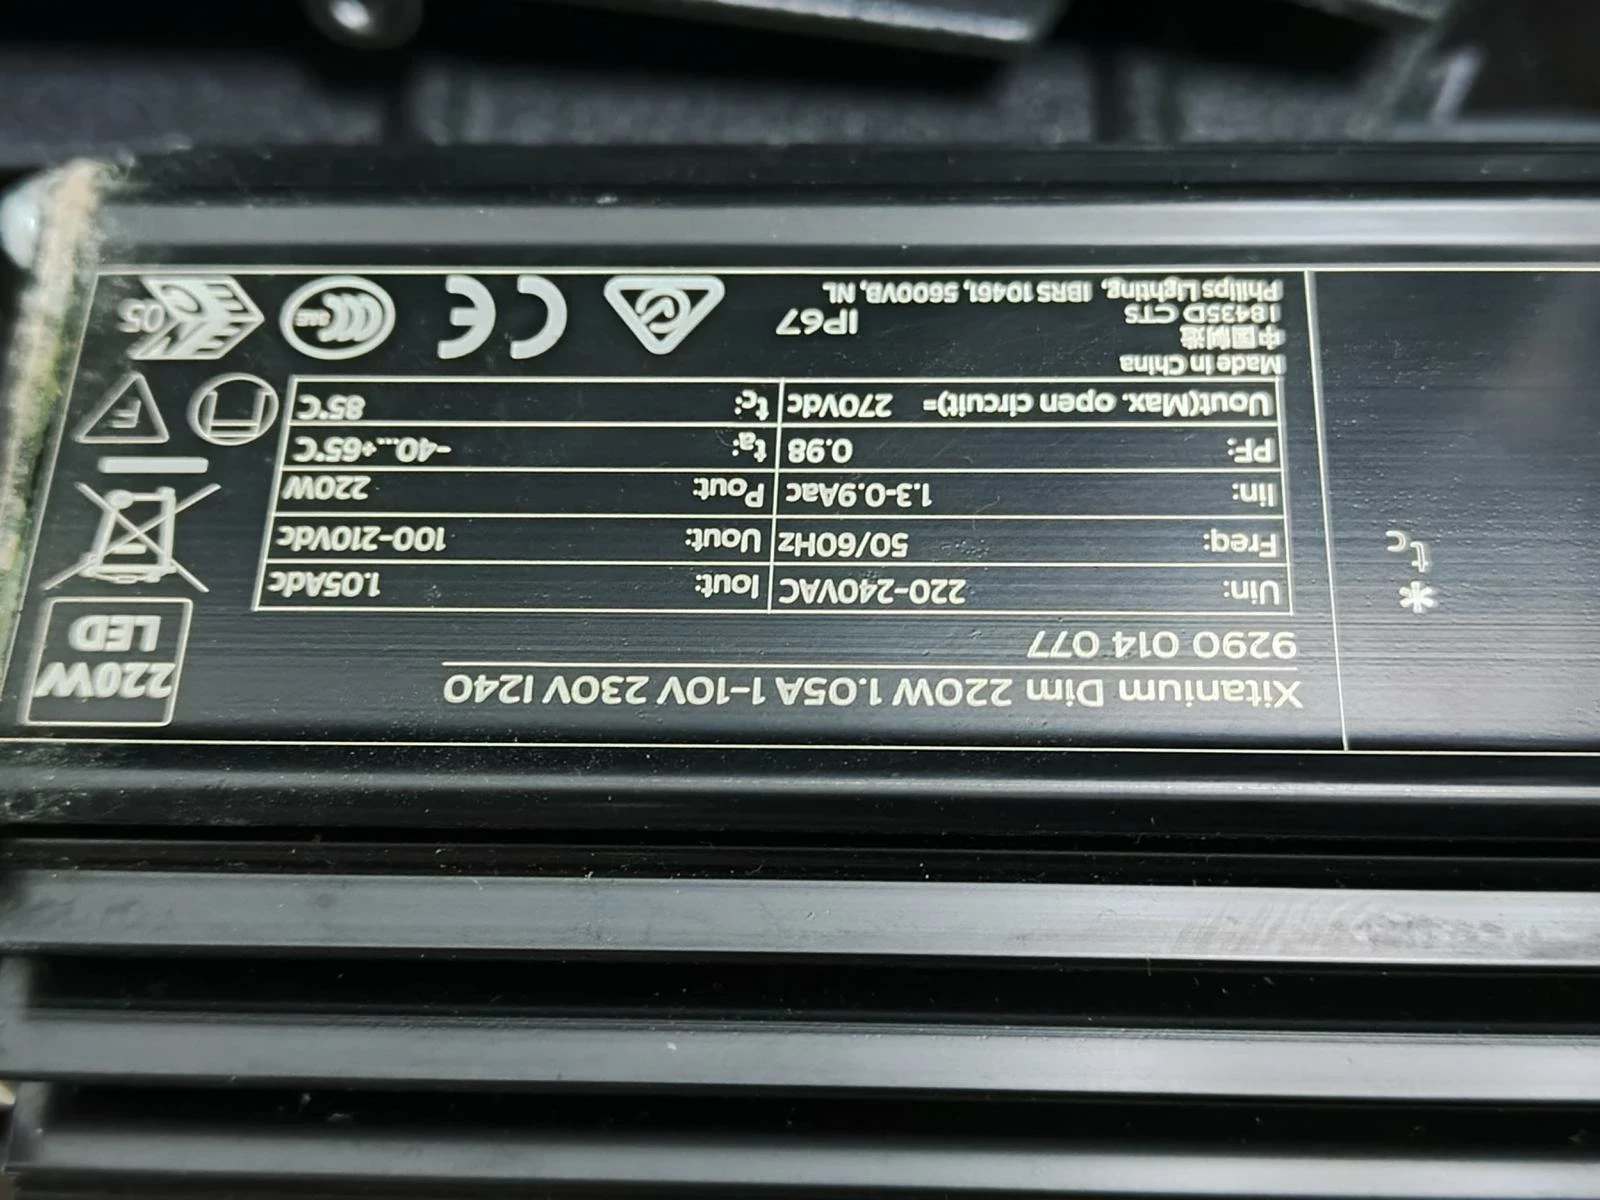 Xitanium Dim 220W 1.05A 1-10V 230V I240
9290 014 077
220W
LED
Uin: 220-240VAC Iout: 1.05Adc
Freq: 50/60Hz Uout: 100-210Vdc
Iin: 1.3-0.9Aac Pout: 220W
PF: 0.98 ta: -40...+65°C
Uout(Max. open circuit)= 270Vdc tc: 85°C
Made in China
中国制造
18435D CTS
Philips Lighting, IBRS 10461, 5600VB, NL
IP67
F
ENEC
05
* tc